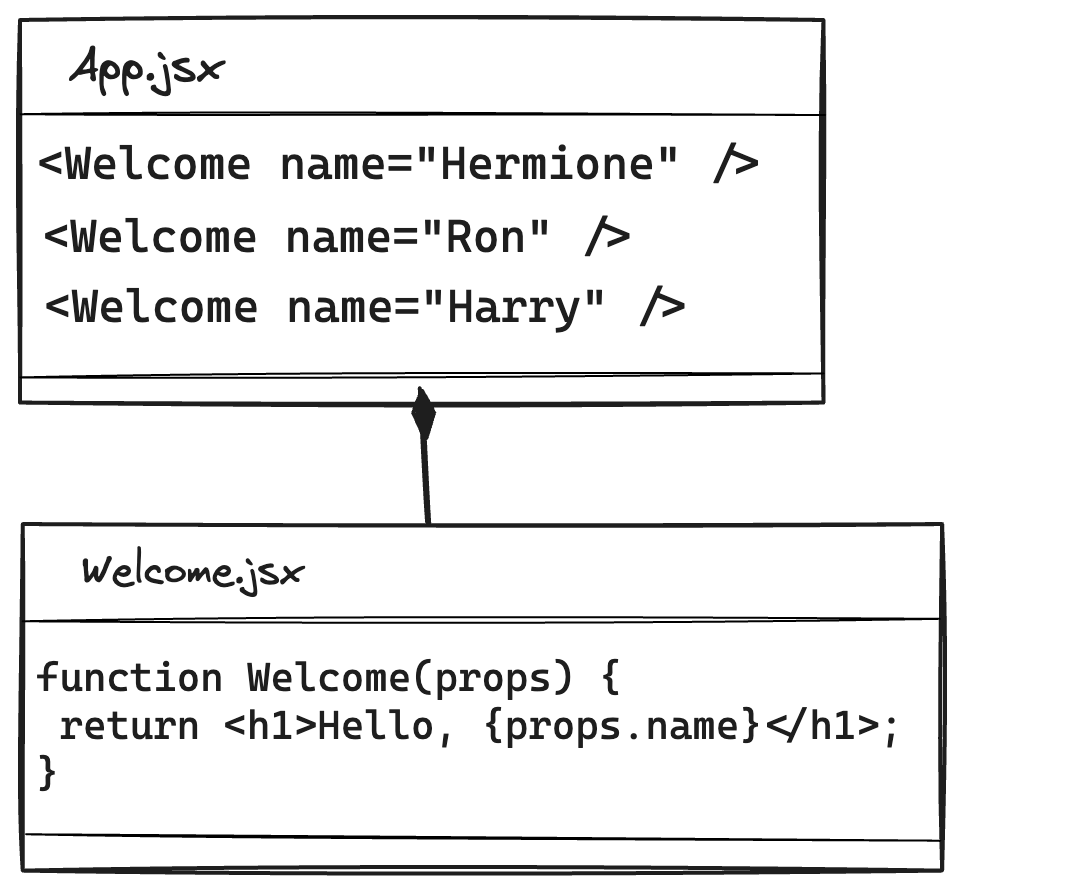 App.jsx
<Welcome name="Hermione" />
<Welcome name="Ron" />
<Welcome name="Harry" />
Welcome.jsx
function Welcome(props) {
 return <h1>Hello, {props.name}</h1>;
}